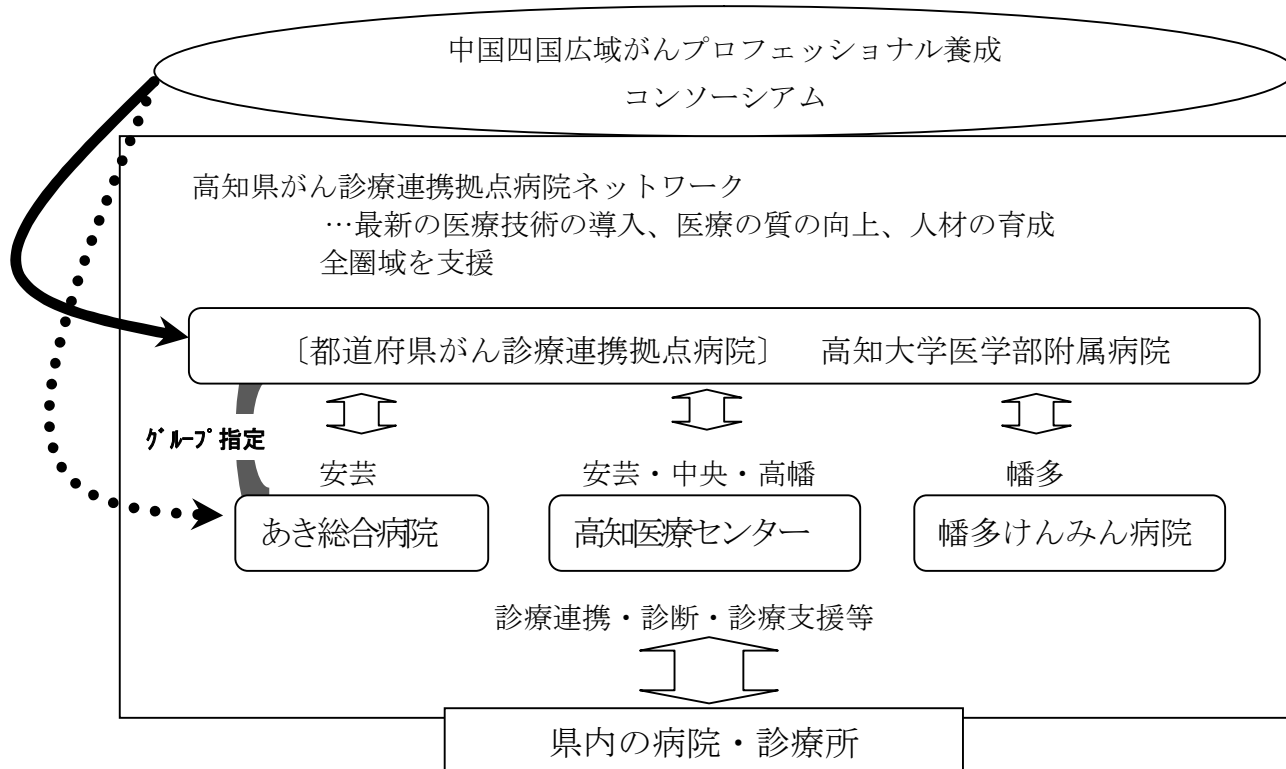 中国四国広域がんプロフェッショナル養成
コンソーシアム
高知県がん診療連携拠点病院ネットワーク
…最新の医療技術の導入、医療の質の向上、人材の育成
全圏域を支援
〔都道府県がん診療連携拠点病院〕 高知大学医学部附属病院
ｸﾞﾙｰﾌﾟ指定
安芸
安芸・中央・高幡
幡多
あき総合病院
高知医療センター
幡多けんみん病院
診療連携・診断・診療支援等
県内の病院・診療所